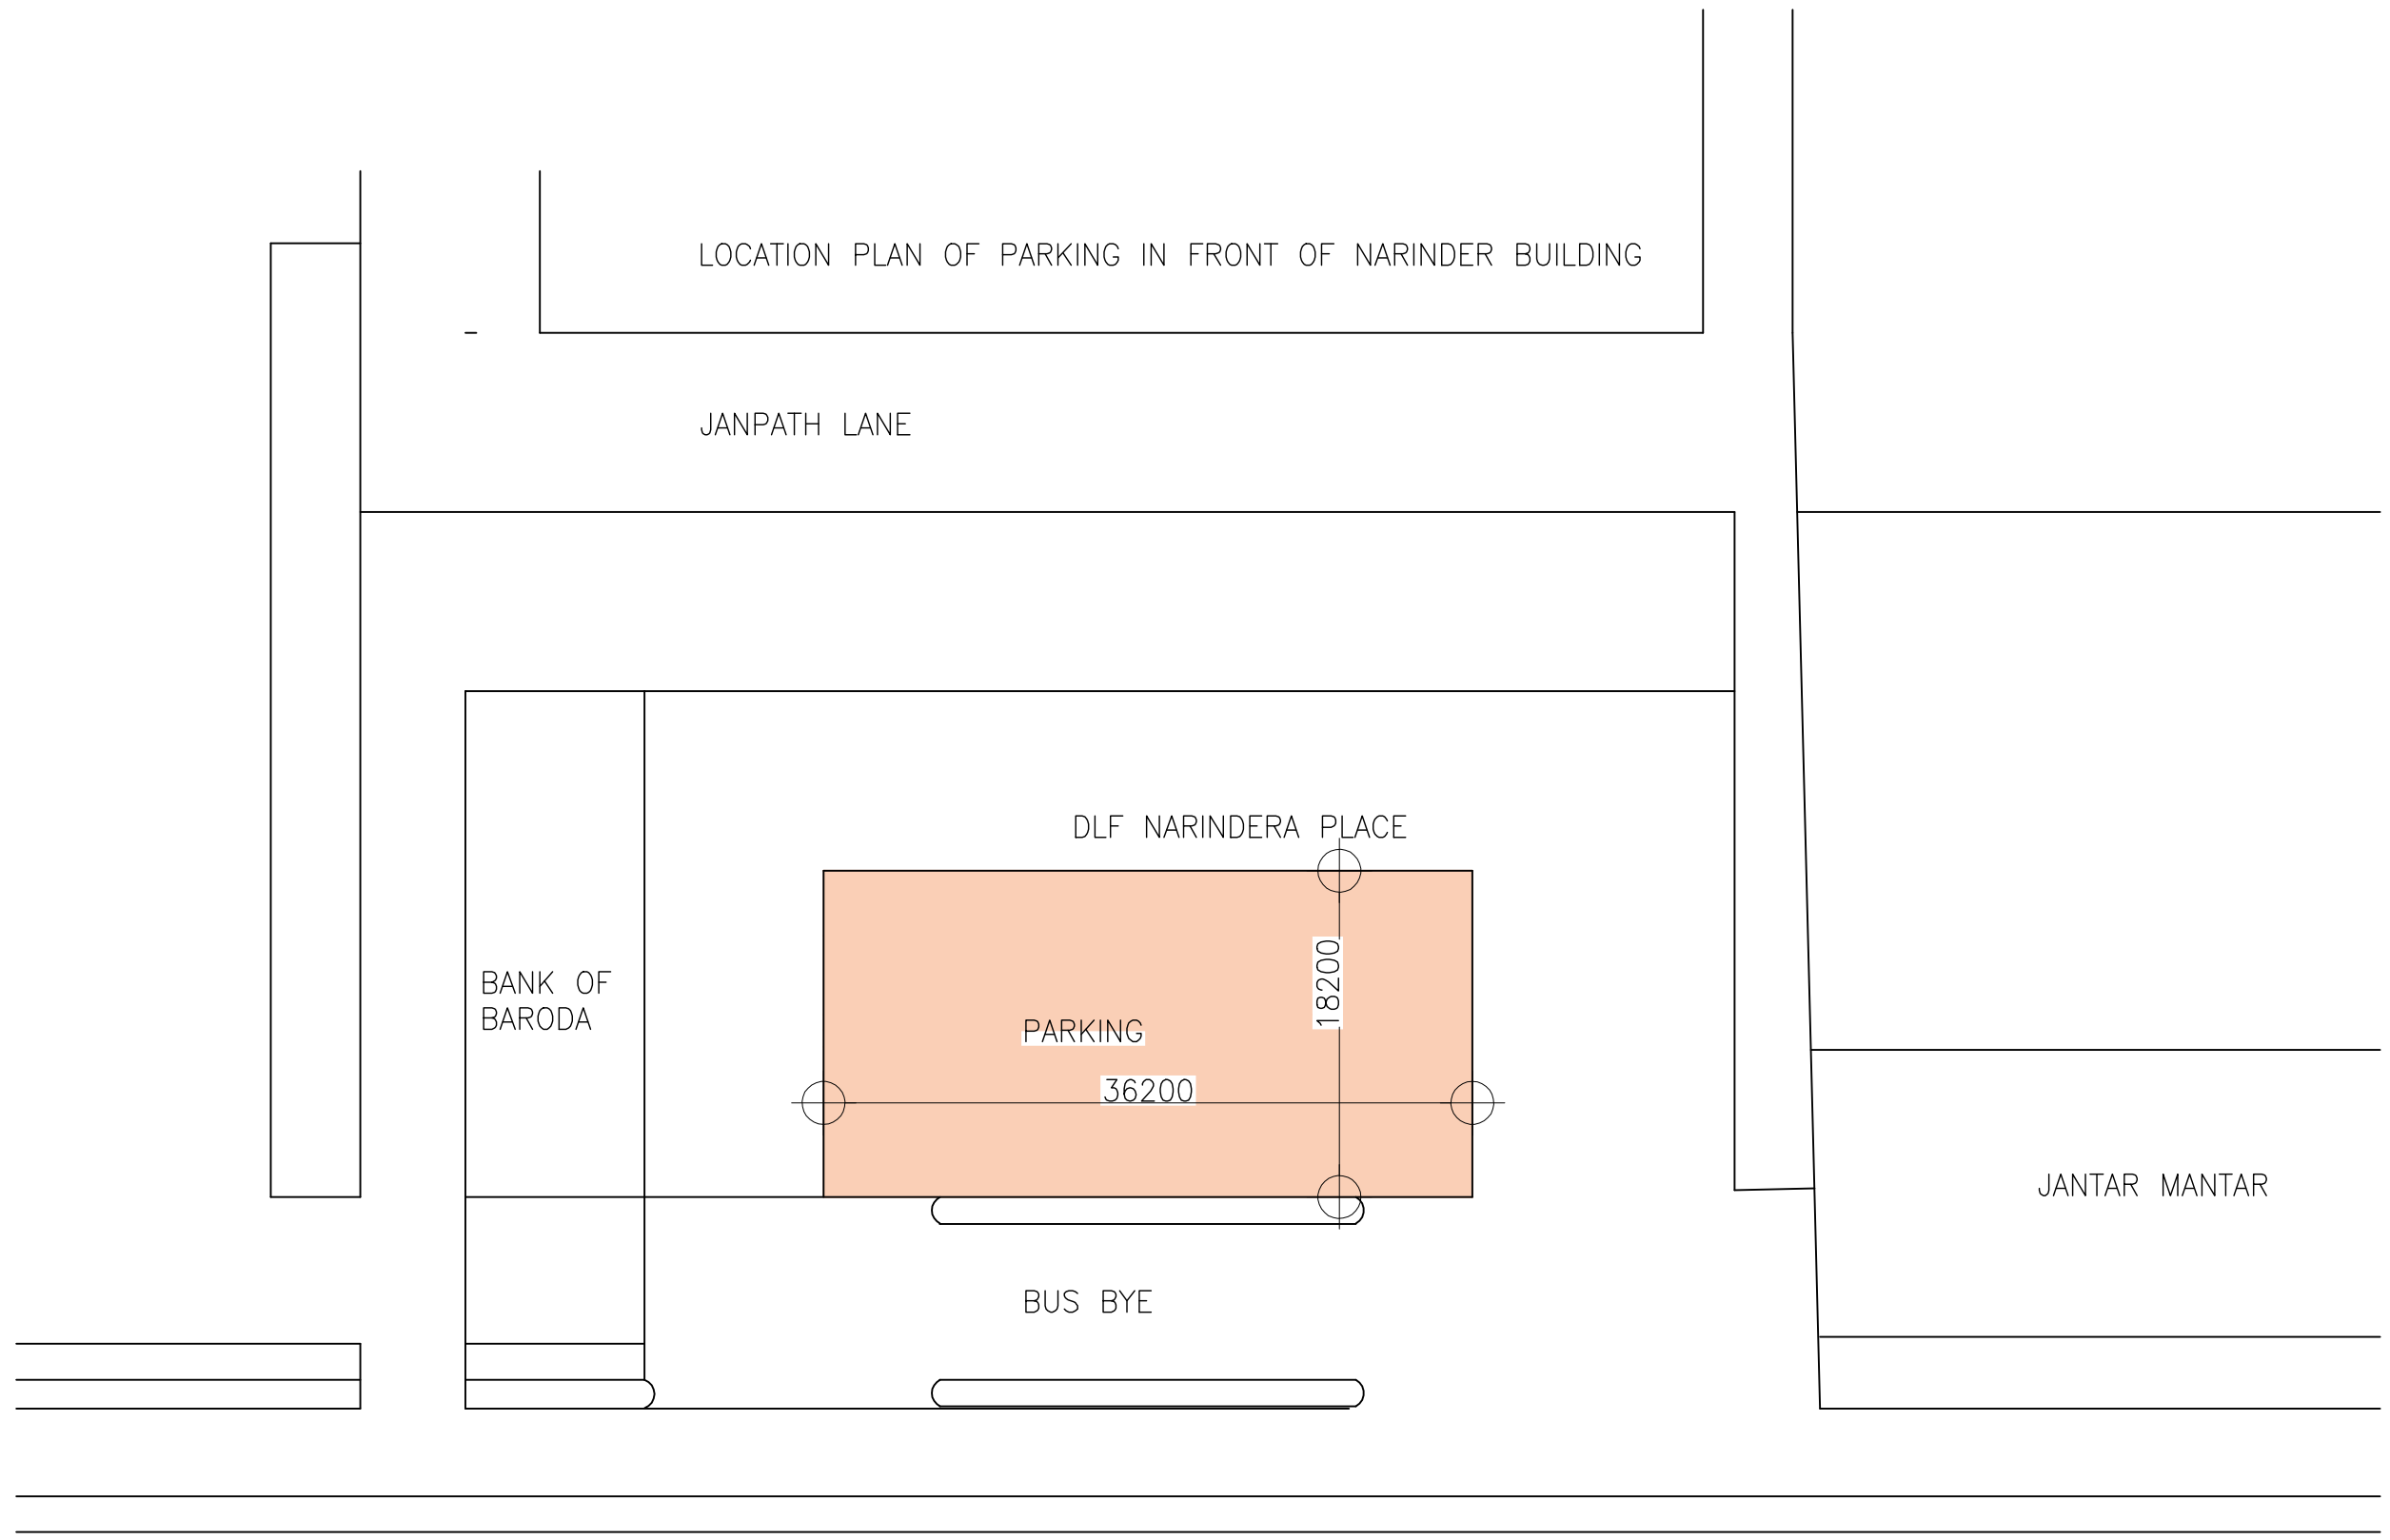 LOCATION PLAN OF PARKING IN FRONT OF NARINDER BUILDING
JANPATH LANE
DLF NARINDERA PLACE
18200
BANK OF
BARODA
PARKING
36200
JANTAR MANTAR
BUS BYE